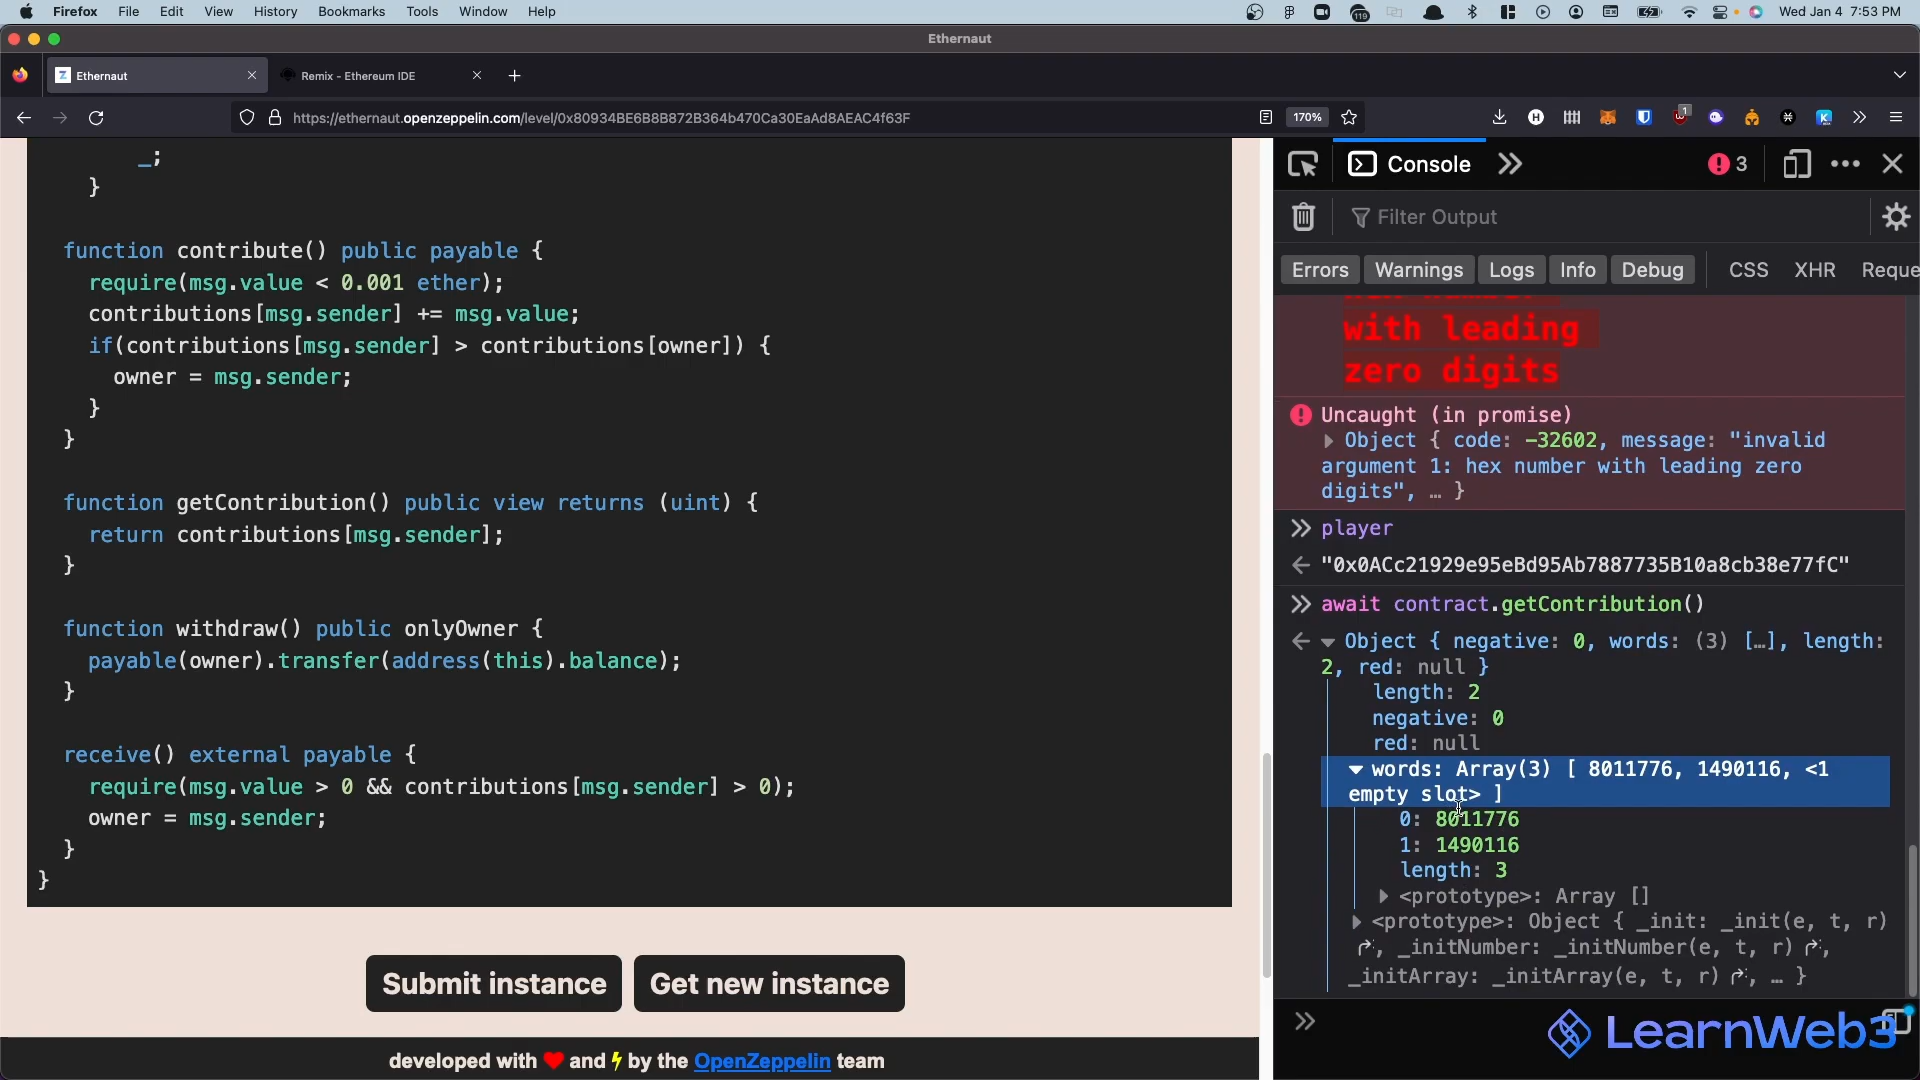 Firefox File Edit View History Bookmarks Tools Window Help
119
Wed Jan 4 7:53 PM
Ethernaut
Ethernaut
Remix - Ethereum IDE
https://ethernaut.openzeppelin.com/level/0x80934BE6B8B872B364b470Ca30EaAd8AEAC4f63F
170%
1
_;
}
function contribute() public payable {
require(msg.value < 0.001 ether);
contributions[msg.sender] += msg.value;
if(contributions[msg.sender] > contributions[owner]) {
owner = msg.sender;
}
}
function getContribution() public view returns (uint) {
return contributions[msg.sender];
}
function withdraw() public onlyOwner {
payable(owner).transfer(address(this).balance);
}
receive() external payable {
require(msg.value > 0 && contributions[msg.sender] > 0);
owner = msg.sender;
}
}
Submit instance
Get new instance
developed with ❤ and ⚡ by the OpenZeppelin team
Console
3
Filter Output
Errors Warnings Logs Info Debug CSS XHR Reque
with leading
zero digits
Uncaught (in promise)
Object { code: -32602, message: "invalid
argument 1: hex number with leading zero
digits", … }
player
"0x0ACc21929e95eBd95Ab7887735B10a8cb38e77fC"
await contract.getContribution()
Object { negative: 0, words: (3) […], length:
2, red: null }
length: 2
negative: 0
red: null
words: Array(3) [ 8011776, 1490116, <1
empty slot> ]
0: 8011776
1: 1490116
length: 3
<prototype>: Array []
<prototype>: Object { _init: _init(e, t, r)
, _initNumber: _initNumber(e, t, r) ,
_initArray: _initArray(e, t, r) , … }
LearnWeb3